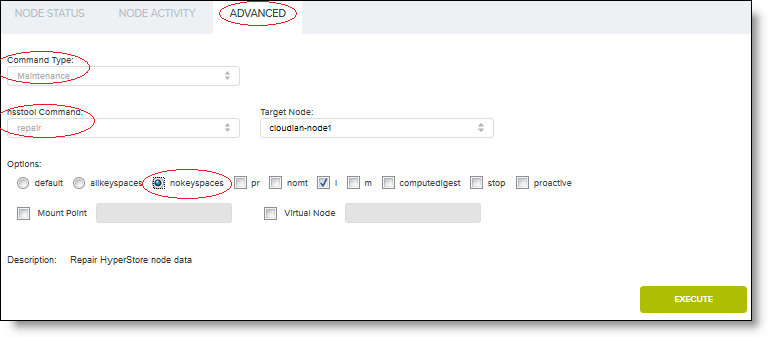 NODE STATUS NODE ACTIVITY ADVANCED
Command Type:
Maintenance
hsstool Command: Target Node:
repair cloudian-node1
Options:
default allkeyspaces nokeyspaces pr nomt l m computedigest stop proactive
Mount Point Virtual Node
Description: Repair HyperStore node data
EXECUTE